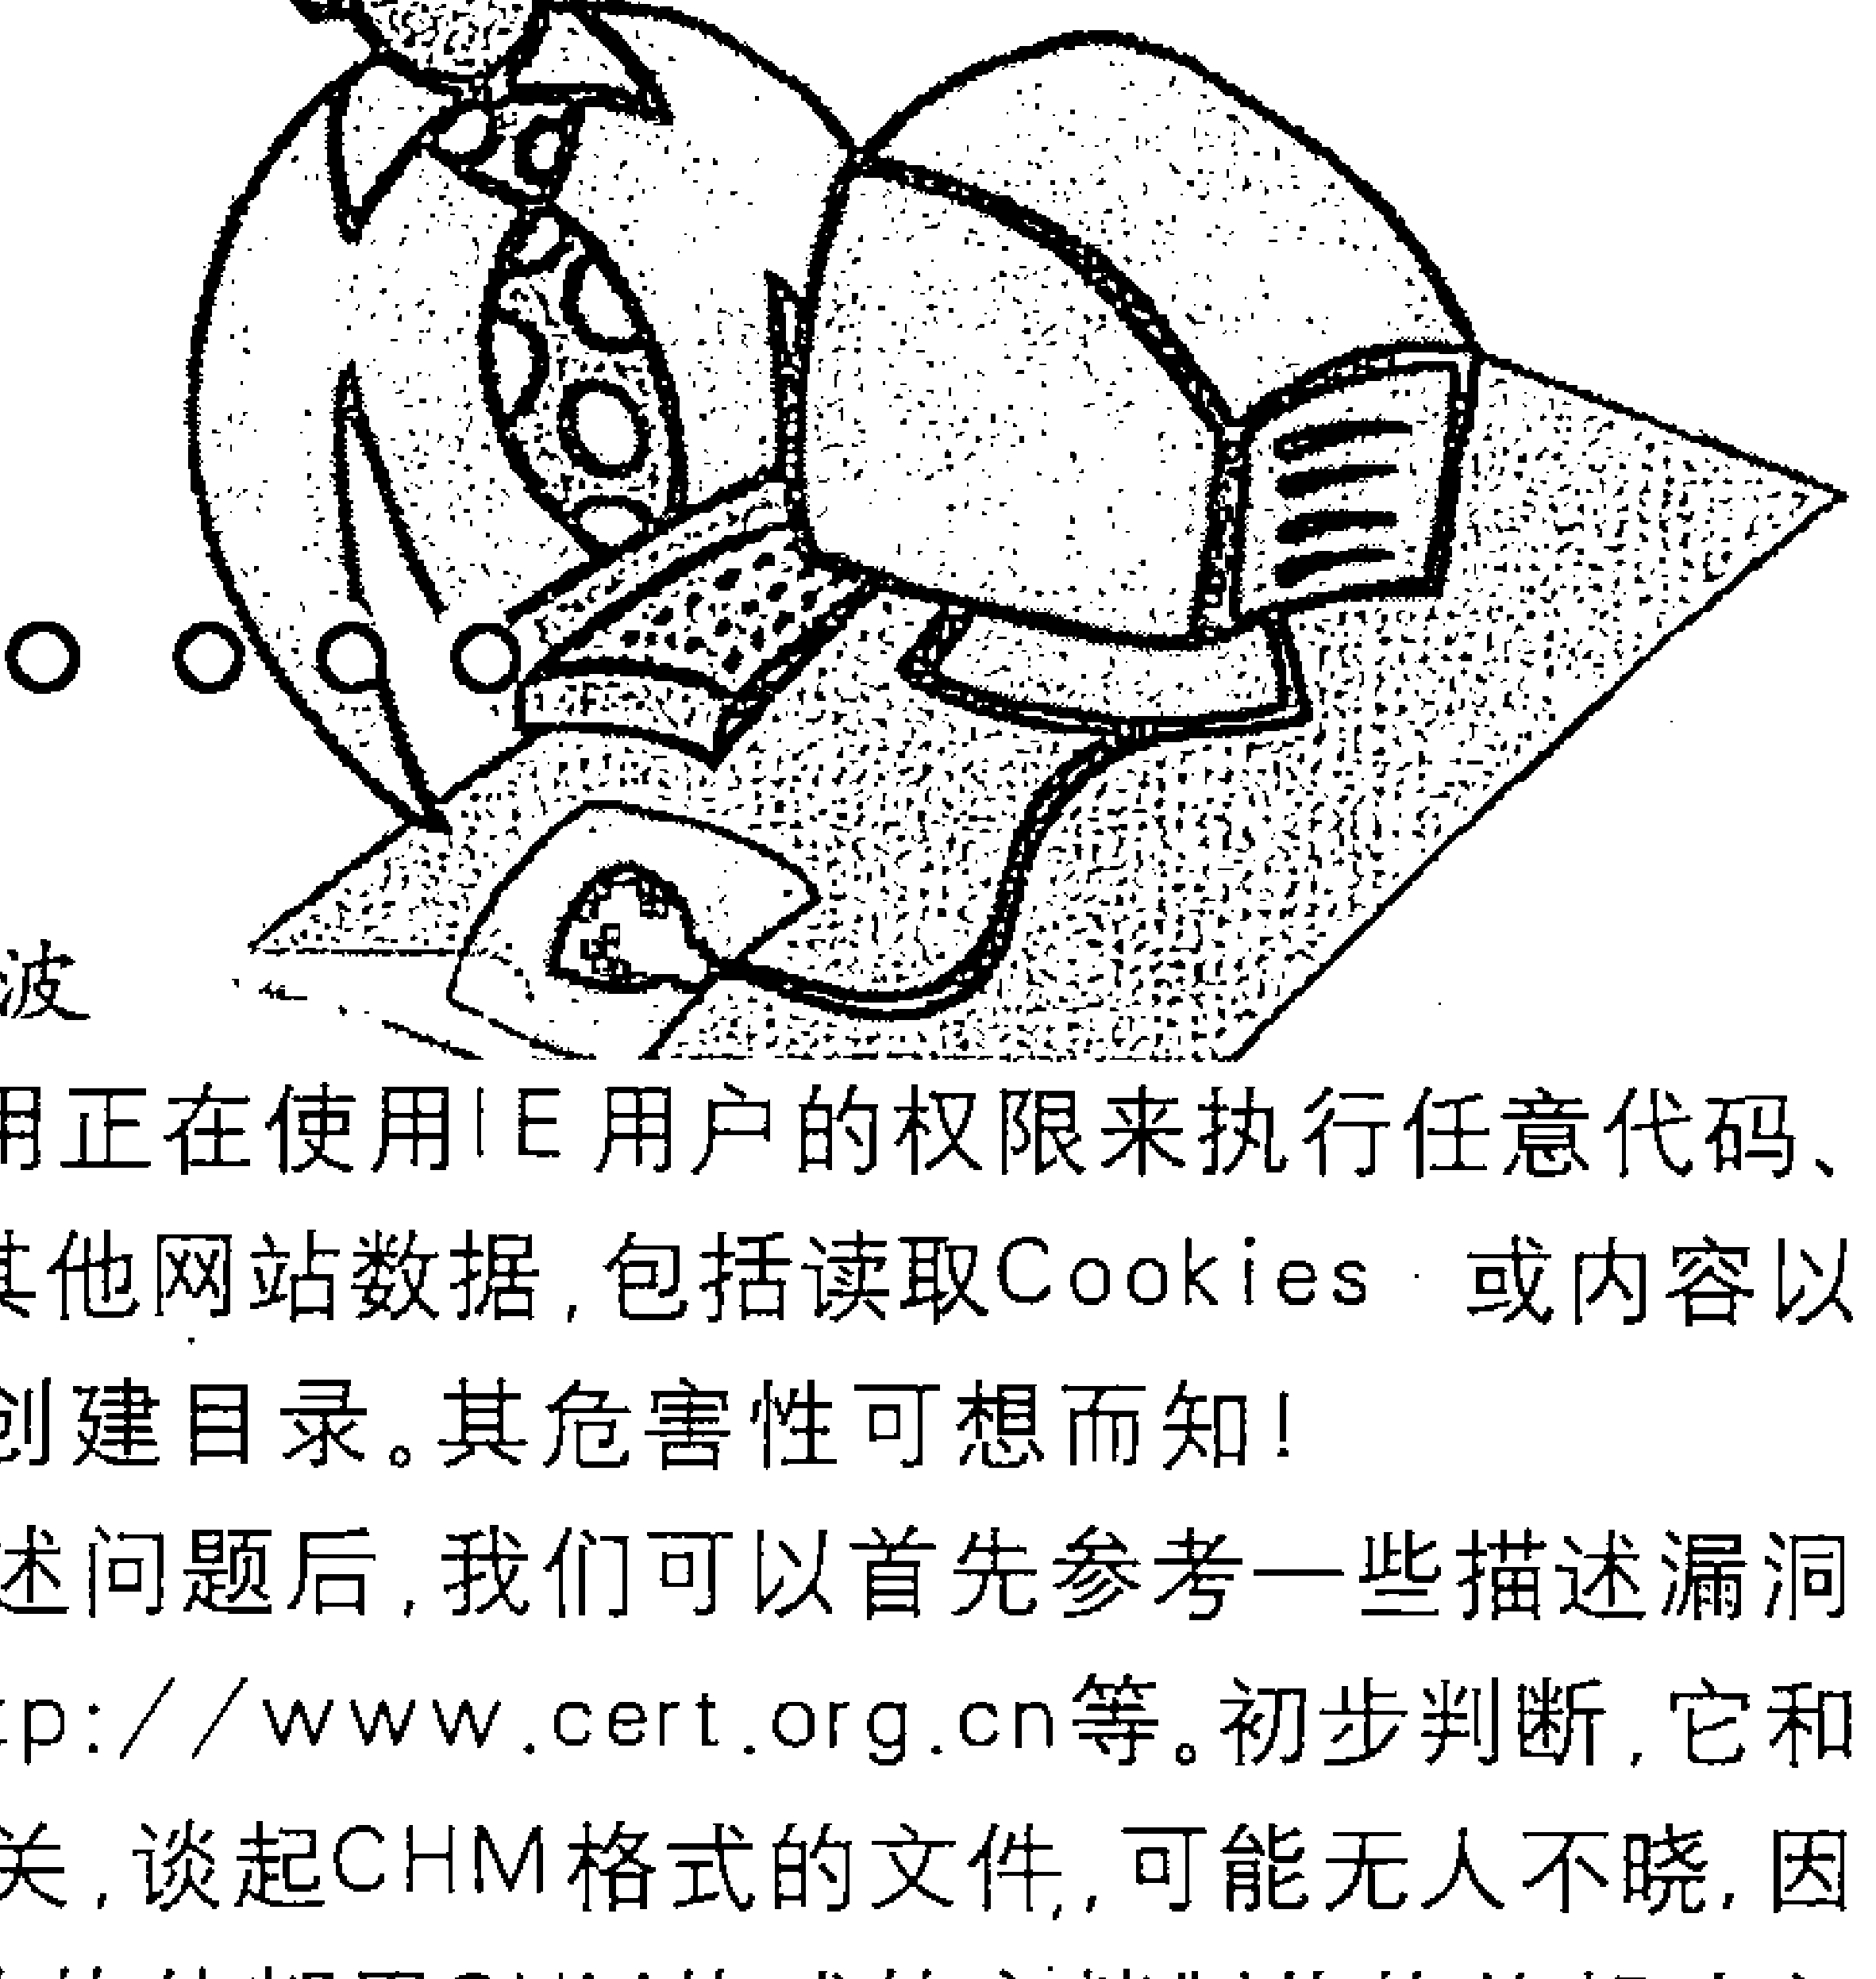 波
用正在使用IE用户的权限来执行任意代码、
其他网站数据,包括读取Cookies 或内容以
创建目录。其危害性可想而知!
述问题后,我们可以首先参考一些描述漏洞
tp://www.cert.org.cn等。初步判断,它和
关,谈起CHM格式的文件,,可能无人不晓,因